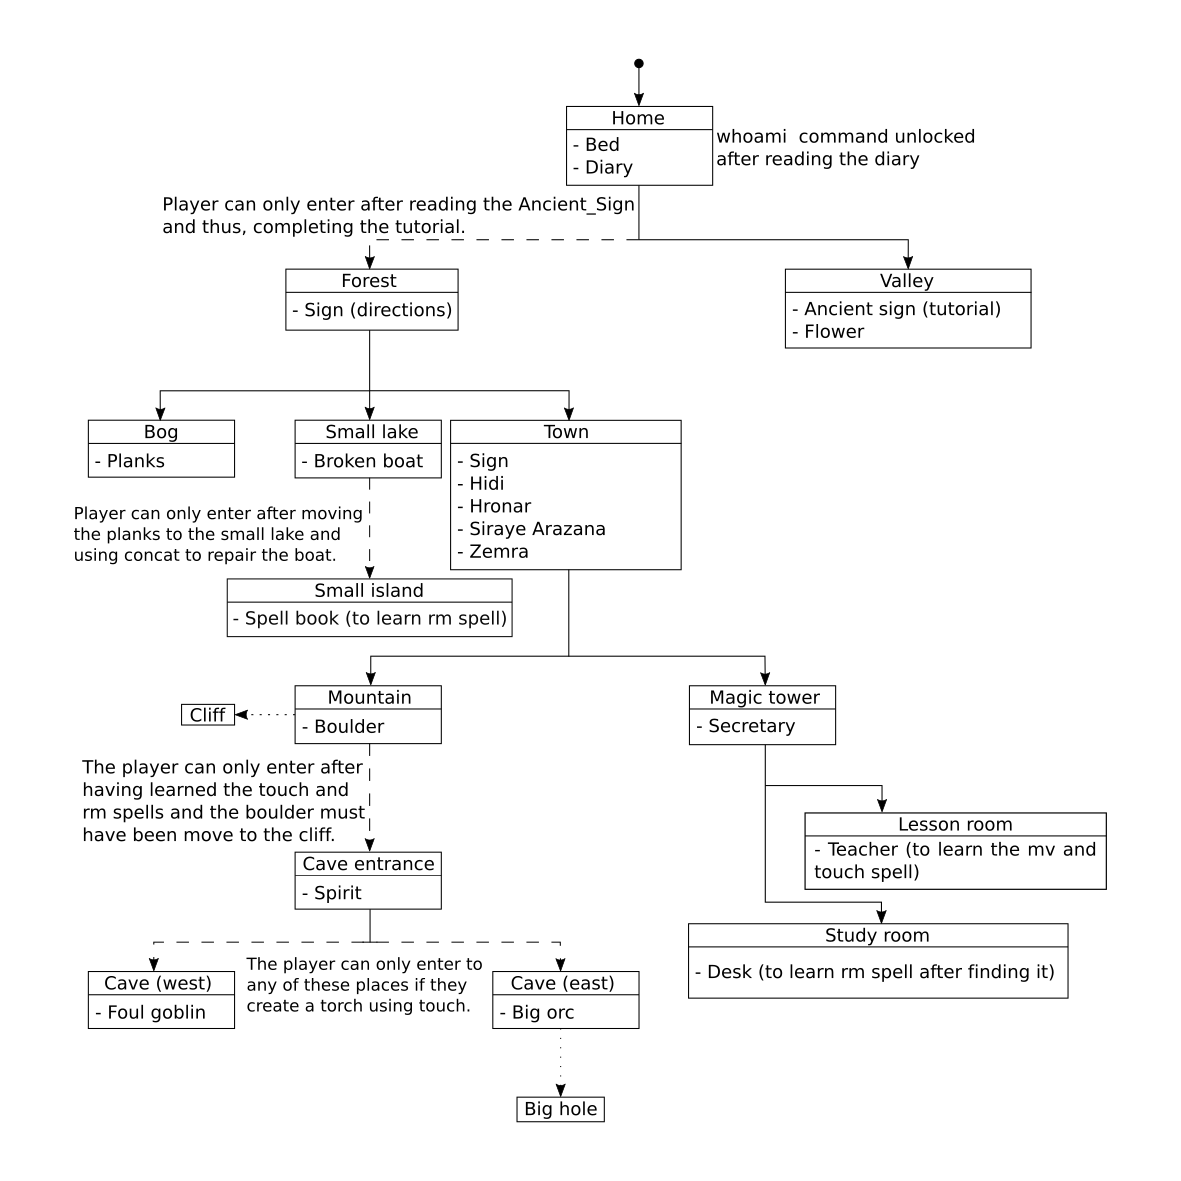 Home
- Bed
- Diary
whoami  command unlocked
after reading the diary
Player can only enter after reading the Ancient_Sign
and thus, completing the tutorial.
Forest
- Sign (directions)
Valley
- Ancient sign (tutorial)
- Flower
Bog
- Planks
Small lake
- Broken boat
Town
- Sign
- Hidi
- Hronar
- Siraye Arazana
- Zemra
Player can only enter after moving
the planks to the small lake and
using concat to repair the boat.
Small island
- Spell book (to learn rm spell)
Cliff
Mountain
- Boulder
Magic tower
- Secretary
The player can only enter after
having learned the touch and
rm spells and the boulder must
have been move to the cliff.
Lesson room
- Teacher (to learn the mv and
touch spell)
Cave entrance
- Spirit
Study room
- Desk (to learn rm spell after finding it)
Cave (west)
- Foul goblin
The player can only enter to
any of these places if they
create a torch using touch.
Cave (east)
- Big orc
Big hole